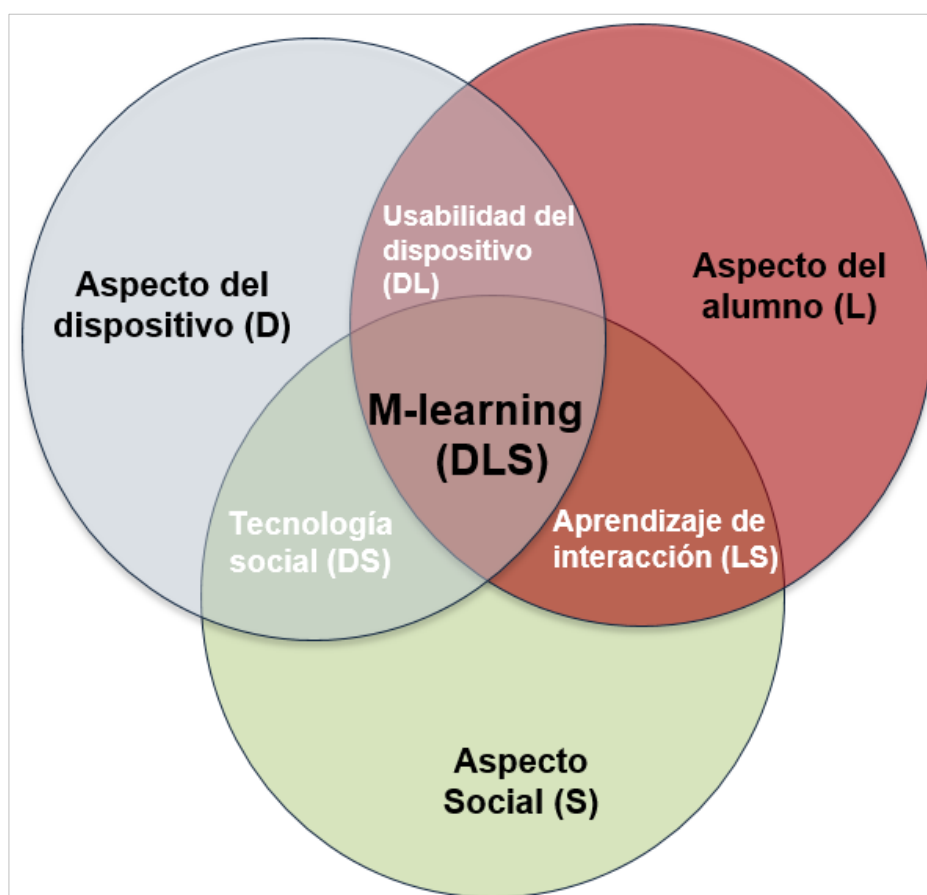 Usabilidad del
dispositivo
(DL)
Aspecto del
dispositivo (D)
Aspecto del
alumno (L)
M-learning
(DLS)
Tecnología
social (DS)
Aprendizaje de
interacción (LS)
Aspecto
Social (S)